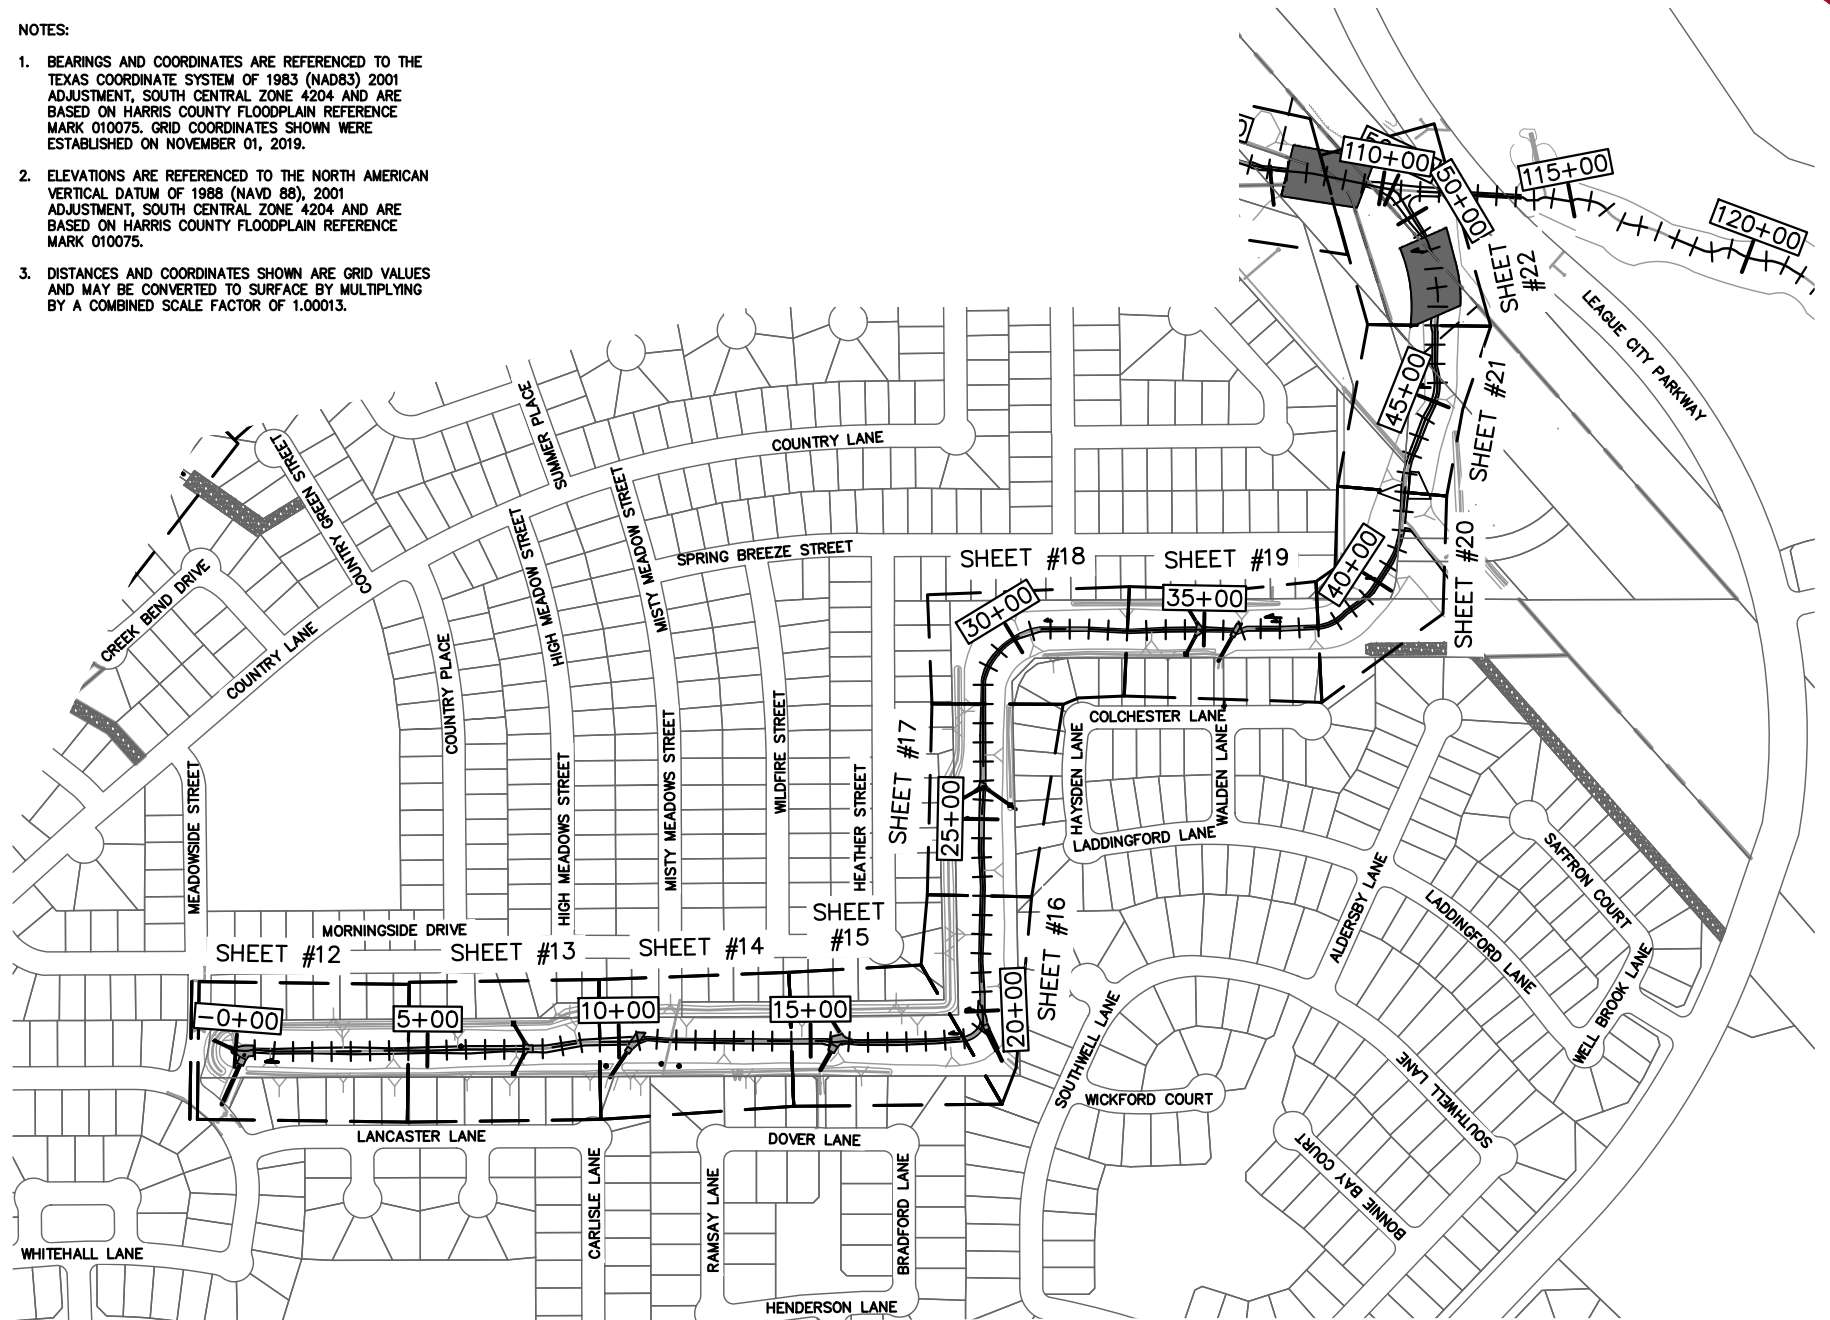 NOTES:
1. BEARINGS AND COORDINATES ARE REFERENCED TO THE
TEXAS COORDINATE SYSTEM OF 1983 (NAD83) 2001
ADJUSTMENT, SOUTH CENTRAL ZONE 4204 AND ARE
BASED ON HARRIS COUNTY FLOODPLAIN REFERENCE
MARK 010075. GRID COORDINATES SHOWN WERE
ESTABLISHED ON NOVEMBER 01, 2019.
2. ELEVATIONS ARE REFERENCED TO THE NORTH AMERICAN
VERTICAL DATUM OF 1988 (NAVD 88), 2001
ADJUSTMENT, SOUTH CENTRAL ZONE 4204 AND ARE
BASED ON HARRIS COUNTY FLOODPLAIN REFERENCE
MARK 010075.
3. DISTANCES AND COORDINATES SHOWN ARE GRID VALUES
AND MAY BE CONVERTED TO SURFACE BY MULTIPLYING
BY A COMBINED SCALE FACTOR OF 1.00013.
110+00
115+00
50+00
120+00
SHEET
#22
LEAGUE CITY PARKWAY
45+00
SHEET #21
SUMMER PLACE
COUNTRY LANE
COUNTRY GREEN STREET
MISTY MEADOW STREET
HIGH MEADOW STREET
SPRING BREEZE STREET
SHEET #18
SHEET #19
40+00
SHEET #20
COUNTRY
CREEK BEND DRIVE
30+00
35+00
COUNTRY LANE
COUNTRY PLACE
COLCHESTER LANE
HAYSDEN LANE
WALDEN LANE
SHEET #17
MEADOWSIDE STREET
HIGH MEADOWS STREET
MISTY MEADOWS STREET
WILDFIRE STREET
HEATHER STREET
25+00
LADDINGFORD LANE
SAFFRON COURT
ALDERSBY LANE
LADDINGFORD LANE
SHEET
#15
MORNINGSIDE DRIVE
SHEET #12
SHEET #13
SHEET #14
SHEET #16
WELL BROOK LANE
-0+00
5+00
10+00
15+00
20+00
SOUTHWELL LANE
SOUTHWELL LANE
WICKFORD COURT
LANCASTER LANE
DOVER LANE
BONNIE BAY COURT
CARLISLE LANE
RAMSAY LANE
BRADFORD LANE
WHITEHALL LANE
HENDERSON LANE